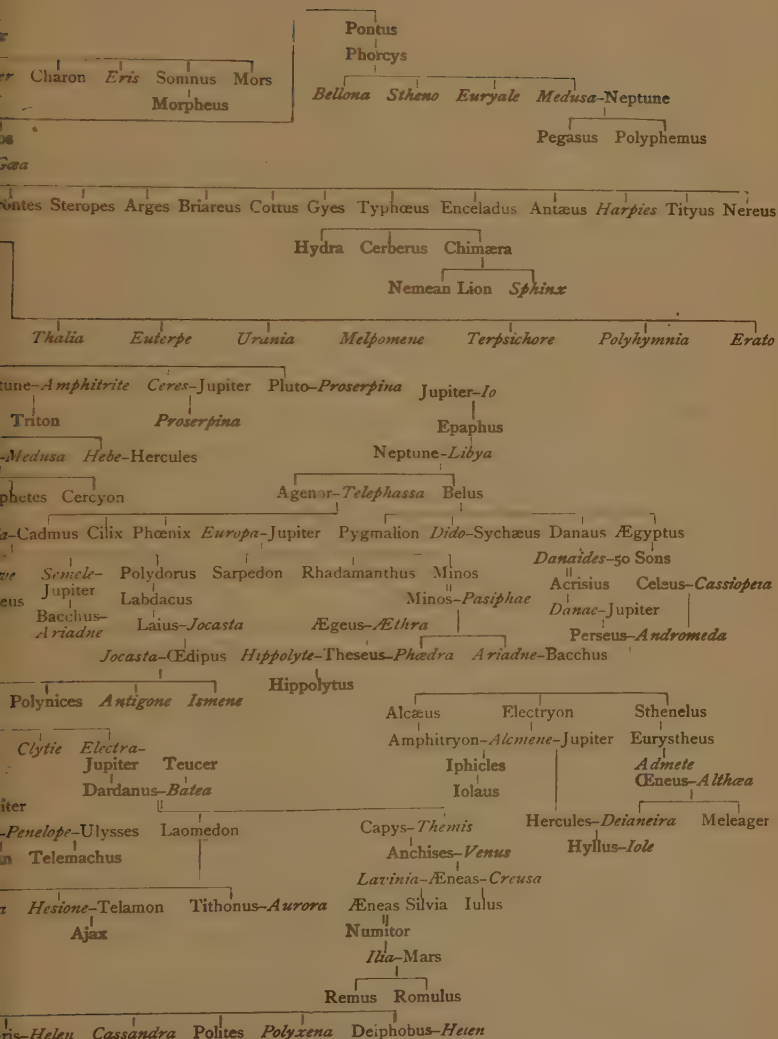 Pontus
Phorcys
Charon Eris Somnus Mors
Bellona Stheno Euryale Medusa–Neptune
Morpheus
Pegasus Polyphemus
Gæa
Steropes Arges Briareus Cottus Gyes Typhœus Enceladus Antæus Harpies Tityus Nereus
Hydra Cerberus Chimæra
Nemean Lion Sphinx
Thalia Euterpe Urania Melpomene Terpsichore Polyhymnia Erato
tune–Amphitrite Ceres–Jupiter Pluto–Proserpina Jupiter–Io
Triton Proserpina Epaphus
–Medusa Hebe–Hercules Neptune–Libya
phetes Cercyon Agenor–Telephassa Belus
a–Cadmus Cilix Phœnix Europa–Jupiter Pygmalion Dido–Sychæus Danaus Ægyptus
Danaïdes–50 Sons
ve Semele– Polydorus Sarpedon Rhadamanthus Minos
eus Jupiter Labdacus Minos–Pasiphae Acrisius Celeus–Cassiopeia
Bacchus– Laius–Jocasta Ægeus–Æthra Danae–Jupiter
Ariadne Perseus–Andromeda
Jocasta–Œdipus Hippolyte–Theseus–Phædra Ariadne–Bacchus
Hippolytus
Polynices Antigone Ismene
Alcæus Electryon Sthenelus
Clytie Electra– Amphitryon–Alcmene–Jupiter Eurystheus
Jupiter Teucer Iphicles Admete
Dardanus–Batea Iolaus Œneus–Althæa
iter
–Penelope–Ulysses Laomedon Capys–Themis Hercules–Deianeira Meleager
an Telemachus Anchises–Venus Hyllus–Iole
Lavinia–Æneas–Creusa
Hesione–Telamon Tithonus–Aurora Æneas Silvia Iulus
Ajax Numitor
Ilia–Mars
Remus Romulus
ris–Helen Cassandra Polites Polyxena Deiphobus–Helen